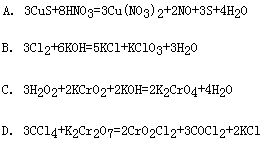 A. 3CuS+8HNO3=3Cu(NO3)2+2NO+3S+4H2O
B. 3Cl2+6KOH=5KCl+KClO3+3H2O
C. 3H2O2+2KCrO2+2KOH=2K2CrO4+4H2O
D. 3CCl4+K2Cr2O7=2CrO2Cl2+3COCl2+2KCl